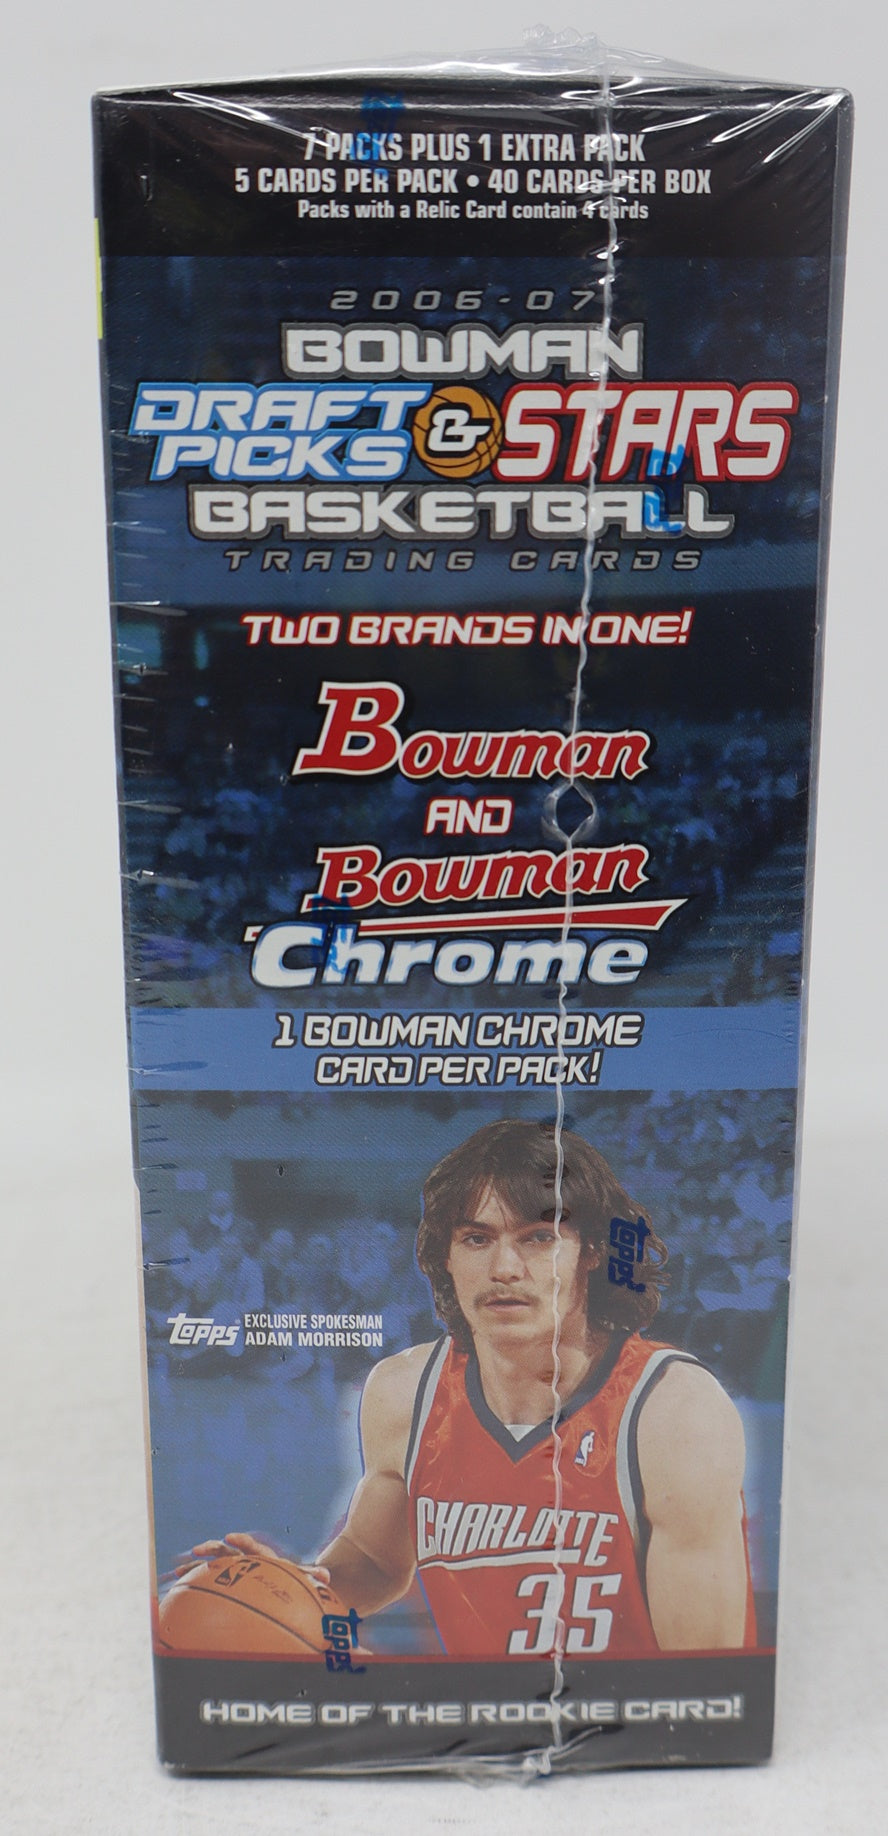 7 PACKS PLUS 1 EXTRA PACK
5 CARDS PER PACK • 40 CARDS PER BOX
Packs with a Relic Card contain 4 cards
2006-07
BOWMAN
DRAFT PICKS & STARS
BASKETBALL
TRADING CARDS
TWO BRANDS IN ONE!
Bowman
AND
Bowman
Chrome
1 BOWMAN CHROME
CARD PER PACK!
Topps
Topps® EXCLUSIVE SPOKESMAN
ADAM MORRISON
CHARLOTTE
35
Topps
HOME OF THE ROOKIE CARD!